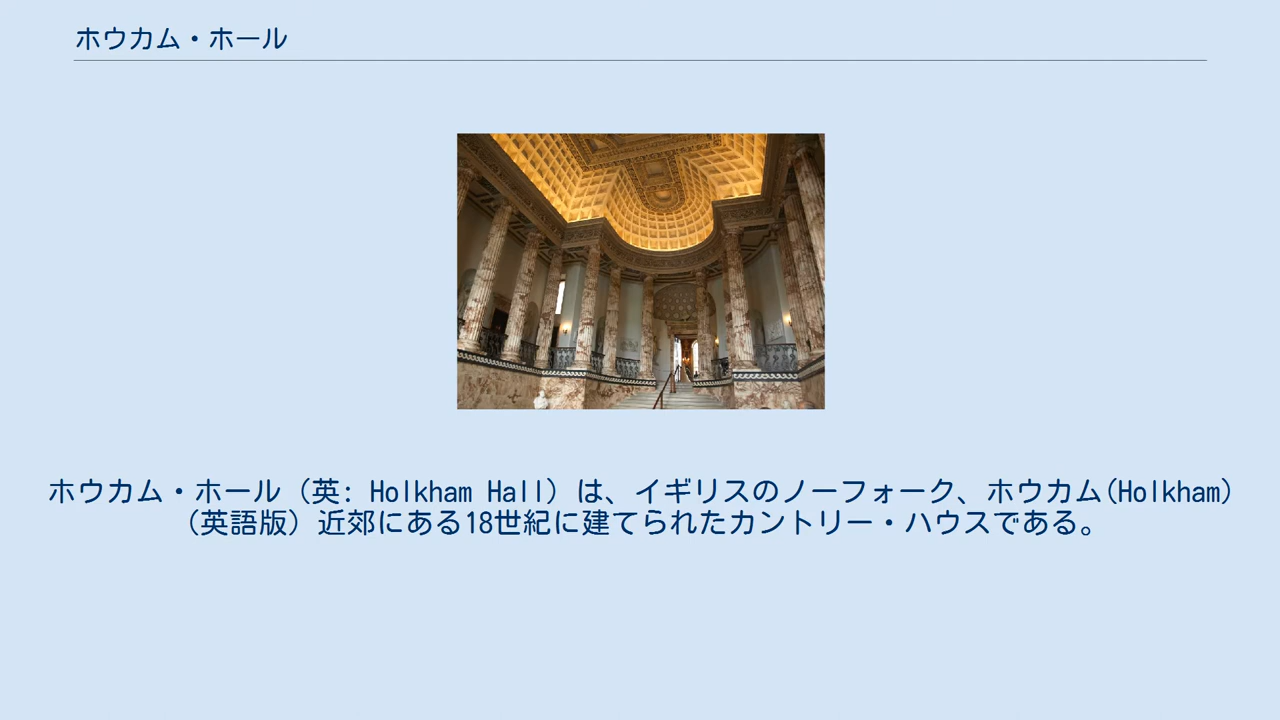 ホウカム・ホール
ホウカム・ホール（英: Holkham Hall）は、イギリスのノーフォーク、ホウカム(Holkham)
（英語版）近郊にある18世紀に建てられたカントリー・ハウスである。